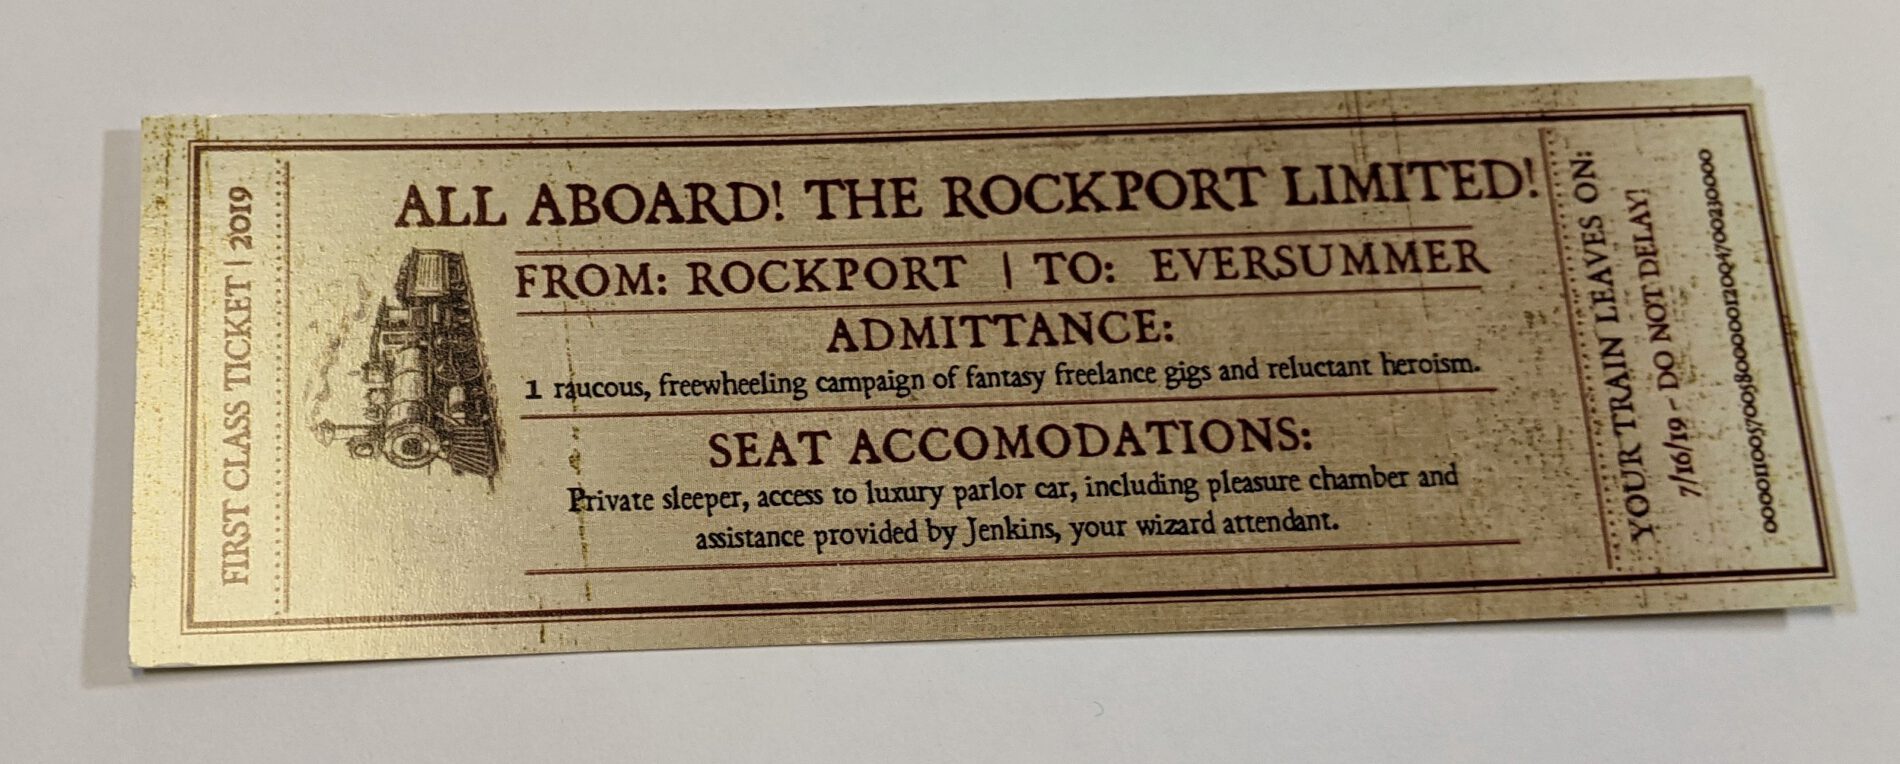 FIRST CLASS TICKET | 2019
ALL ABOARD! THE ROCKPORT LIMITED!
FROM: ROCKPORT | TO: EVERSUMMER
ADMITTANCE:
1 raucous, freewheeling campaign of fantasy freelance gigs and reluctant heroism.
SEAT ACCOMODATIONS:
Private sleeper, access to luxury parlor car, including pleasure chamber and
assistance provided by Jenkins, your wizard attendant.
YOUR TRAIN LEAVES ON:
7/16/19 - DO NOT DELAY!